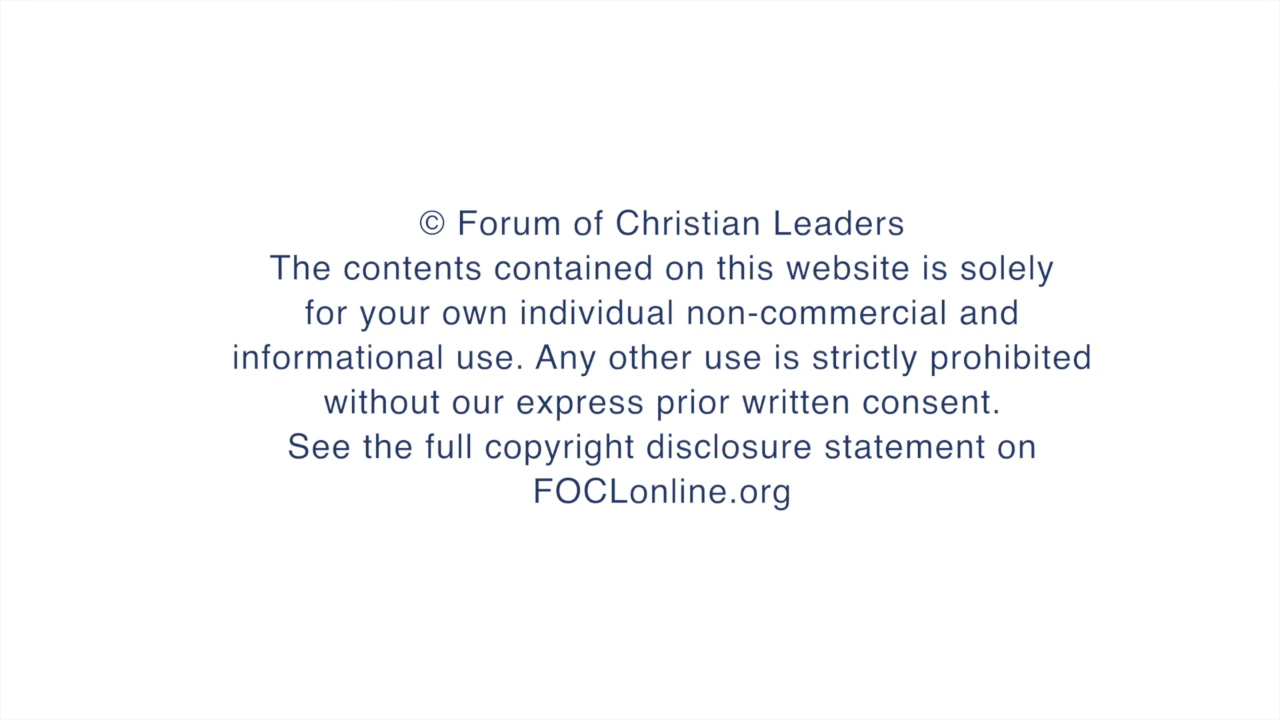 © Forum of Christian Leaders
The contents contained on this website is solely
for your own individual non-commercial and
informational use. Any other use is strictly prohibited
without our express prior written consent.
See the full copyright disclosure statement on
FOCLonline.org